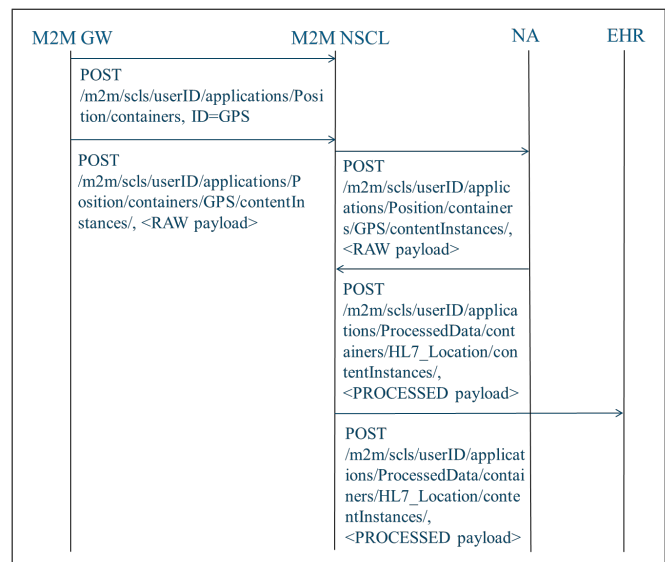 M2M GW M2M NSCL NA EHR
POST
/m2m/scls/userID/applications/Posi
tion/containers, ID=GPS
POST
/m2m/scls/userID/applications/P
osition/containers/GPS/contentIn
stances/, <RAW payload>
POST
/m2m/scls/userID/applic
ations/Position/container
s/GPS/contentInstances/,
<RAW payload>
POST
/m2m/scls/userID/applica
tions/ProcessedData/cont
ainers/HL7_Location/con
tentInstances/,
<PROCESSED payload>
POST
/m2m/scls/userID/applicat
ions/ProcessedData/contai
ners/HL7_Location/conte
ntInstances/,
<PROCESSED payload>